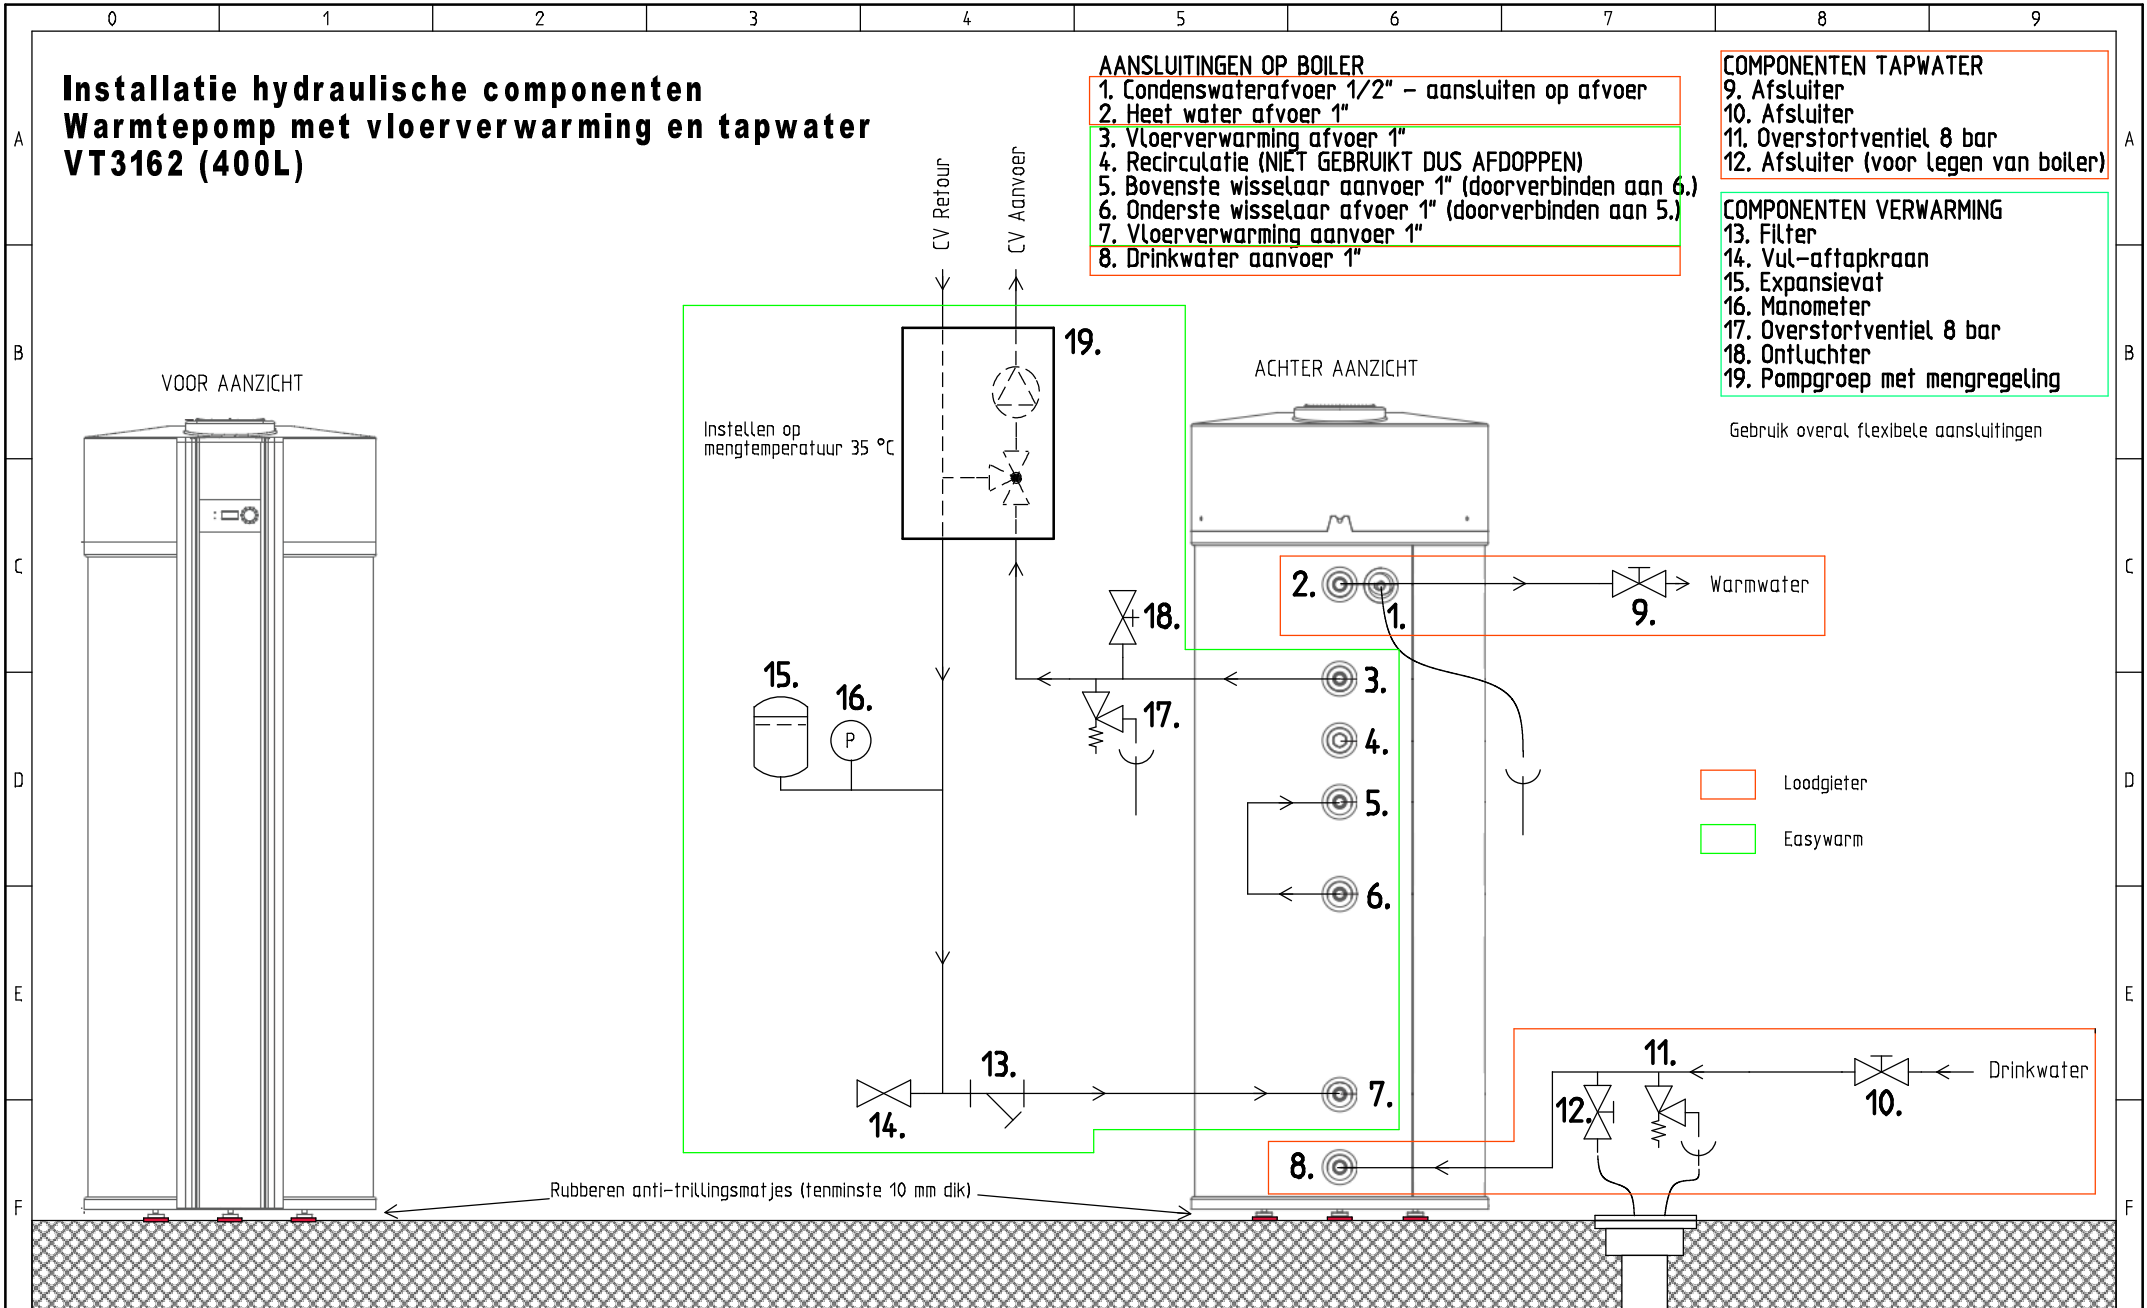 0 1 2 3 4 5 6 7 8 9
Installatie hydraulische componenten
Warmtepomp met vloerverwarming en tapwater
VT3162 (400L)
AANSLUITINGEN OP BOILER
1. Condenswaterafvoer 1/2" – aansluiten op afvoer
2. Heet water afvoer 1"
3. Vloerverwarming afvoer 1"
4. Recirculatie (NIET GEBRUIKT DUS AFDOPPEN)
5. Bovenste wisselaar aanvoer 1" (doorverbinden aan 6.)
6. Onderste wisselaar afvoer 1" (doorverbinden aan 5.)
7. Vloerverwarming aanvoer 1"
8. Drinkwater aanvoer 1"
COMPONENTEN TAPWATER
9. Afsluiter
10. Afsluiter
11. Overstortventiel 8 bar
12. Afsluiter (voor legen van boiler)
COMPONENTEN VERWARMING
13. Filter
14. Vul-aftapkraan
15. Expansievat
16. Manometer
17. Overstortventiel 8 bar
18. Ontluchter
19. Pompgroep met mengregeling
Gebruik overal flexibele aansluitingen
A
A
B
B
C
C
D
D
E
E
F
F
CV Retour
CV Aanvoer
19.
VOOR AANZICHT
ACHTER AANZICHT
Instellen op
mengtemperatuur 35 °C
2.
1.
9.
Warmwater
18.
3.
15.
16.
P
17.
4.
5.
6.
Loodgieter
Easywarm
13.
14.
7.
11.
12.
10.
Drinkwater
8.
Rubberen anti-trillingsmatjes (tenminste 10 mm dik)